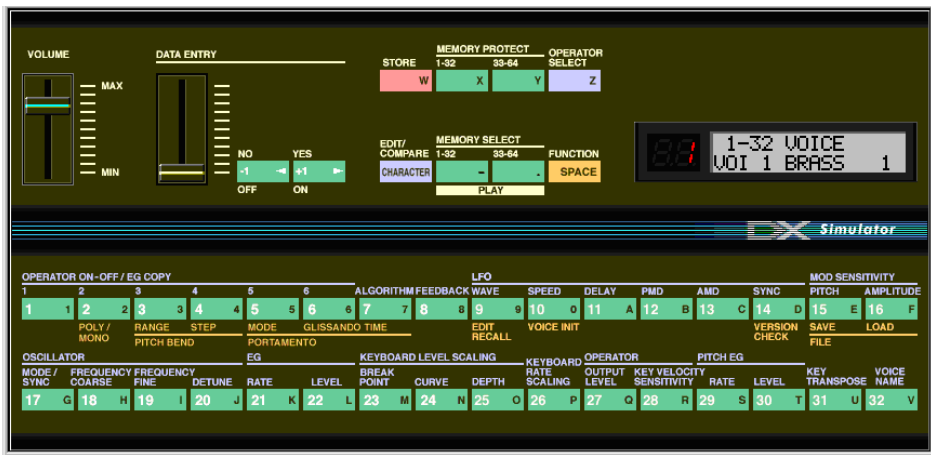 VOLUME
MAX
MIN
DATA ENTRY
NO YES
-1 +1
OFF ON
MEMORY PROTECT
STORE 1-32 33-64 OPERATOR SELECT
W X Y Z
EDIT/ COMPARE
MEMORY SELECT
1-32 33-64 FUNCTION
CHARACTER - . SPACE
PLAY
1
1-32 VOICE
VOI 1 BRASS 1
DX Simulator
OPERATOR ON-OFF / EG COPY LFO MOD SENSITIVITY
1 2 3 4 5 6 ALGORITHM FEEDBACK WAVE SPEED DELAY PMD AMD SYNC PITCH AMPLITUDE
1 1 2 2 3 3 4 4 5 5 6 6 7 7 8 8 9 9 10 0 11 A 12 B 13 C 14 D 15 E 16 F
POLY / MONO RANGE STEP MODE GLISSANDO TIME EDIT RECALL VOICE INIT VERSION CHECK SAVE LOAD
PITCH BEND PORTAMENTO FILE
OSCILLATOR EG KEYBOARD LEVEL SCALING OPERATOR PITCH EG
MODE / SYNC FREQUENCY COARSE FREQUENCY FINE DETUNE RATE LEVEL BREAK POINT CURVE DEPTH KEYBOARD RATE SCALING OUTPUT LEVEL KEY VELOCITY SENSITIVITY RATE LEVEL KEY TRANSPOSE VOICE NAME
17 G 18 H 19 I 20 J 21 K 22 L 23 M 24 N 25 O 26 P 27 Q 28 R 29 S 30 T 31 U 32 V